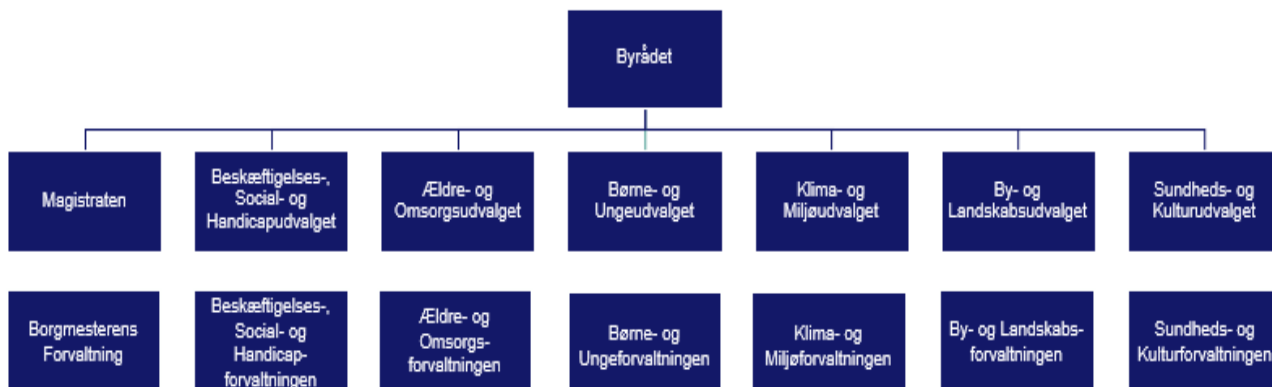 Byrådet
Magistraten
Beskæftigelses-,
Social- og
Handicapudvalget
Ældre- og
Omsorgsudvalget
Børne- og
Ungeudvalget
Klima- og
Miljøudvalget
By- og
Landskabsudvalget
Sundheds- og
Kulturudvalget
Borgmesterens
Forvaltning
Beskæftigelses-,
Social- og
Handicap-
forvaltningen
Ældre- og
Omsorgs-
forvaltningen
Børne- og
Ungeforvaltningen
Klima- og
Miljøforvaltningen
By- og Landskabs-
forvaltningen
Sundheds- og
Kulturforvaltningen